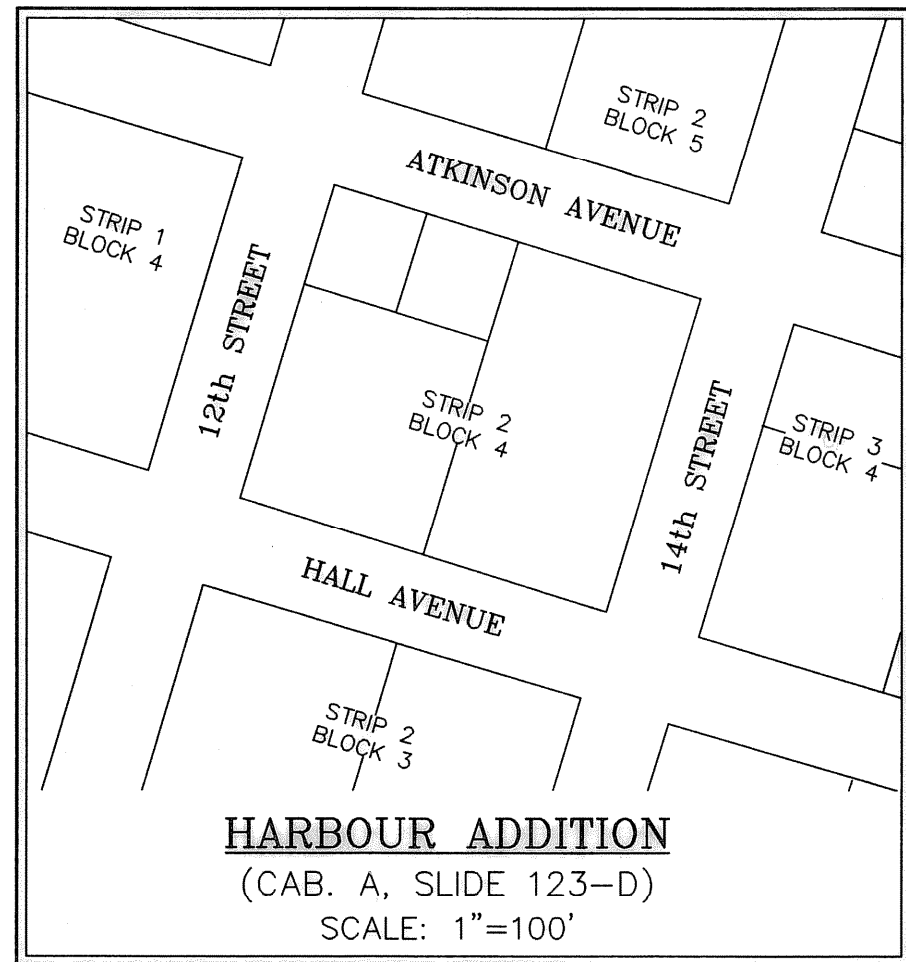 STRIP 2
BLOCK 5
ATKINSON AVENUE
STRIP 1
BLOCK 4
12th STREET
STRIP 2
BLOCK 4
14th STREET
STRIP 3
BLOCK 4
HALL AVENUE
STRIP 2
BLOCK 3
HARBOUR ADDITION
(CAB. A, SLIDE 123-D)
SCALE: 1"=100'